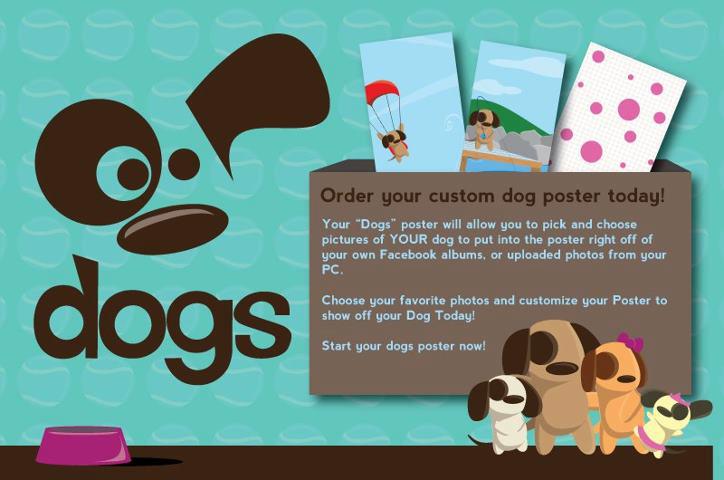 dogs
Order your custom dog poster today!
Your "Dogs" poster will allow you to pick and choose
pictures of YOUR dog to put into the poster right off of
your own Facebook albums, or uploaded photos from your
PC.
Choose your favorite photos and customize your Poster to
show off your Dog Today!
Start your dogs poster now!